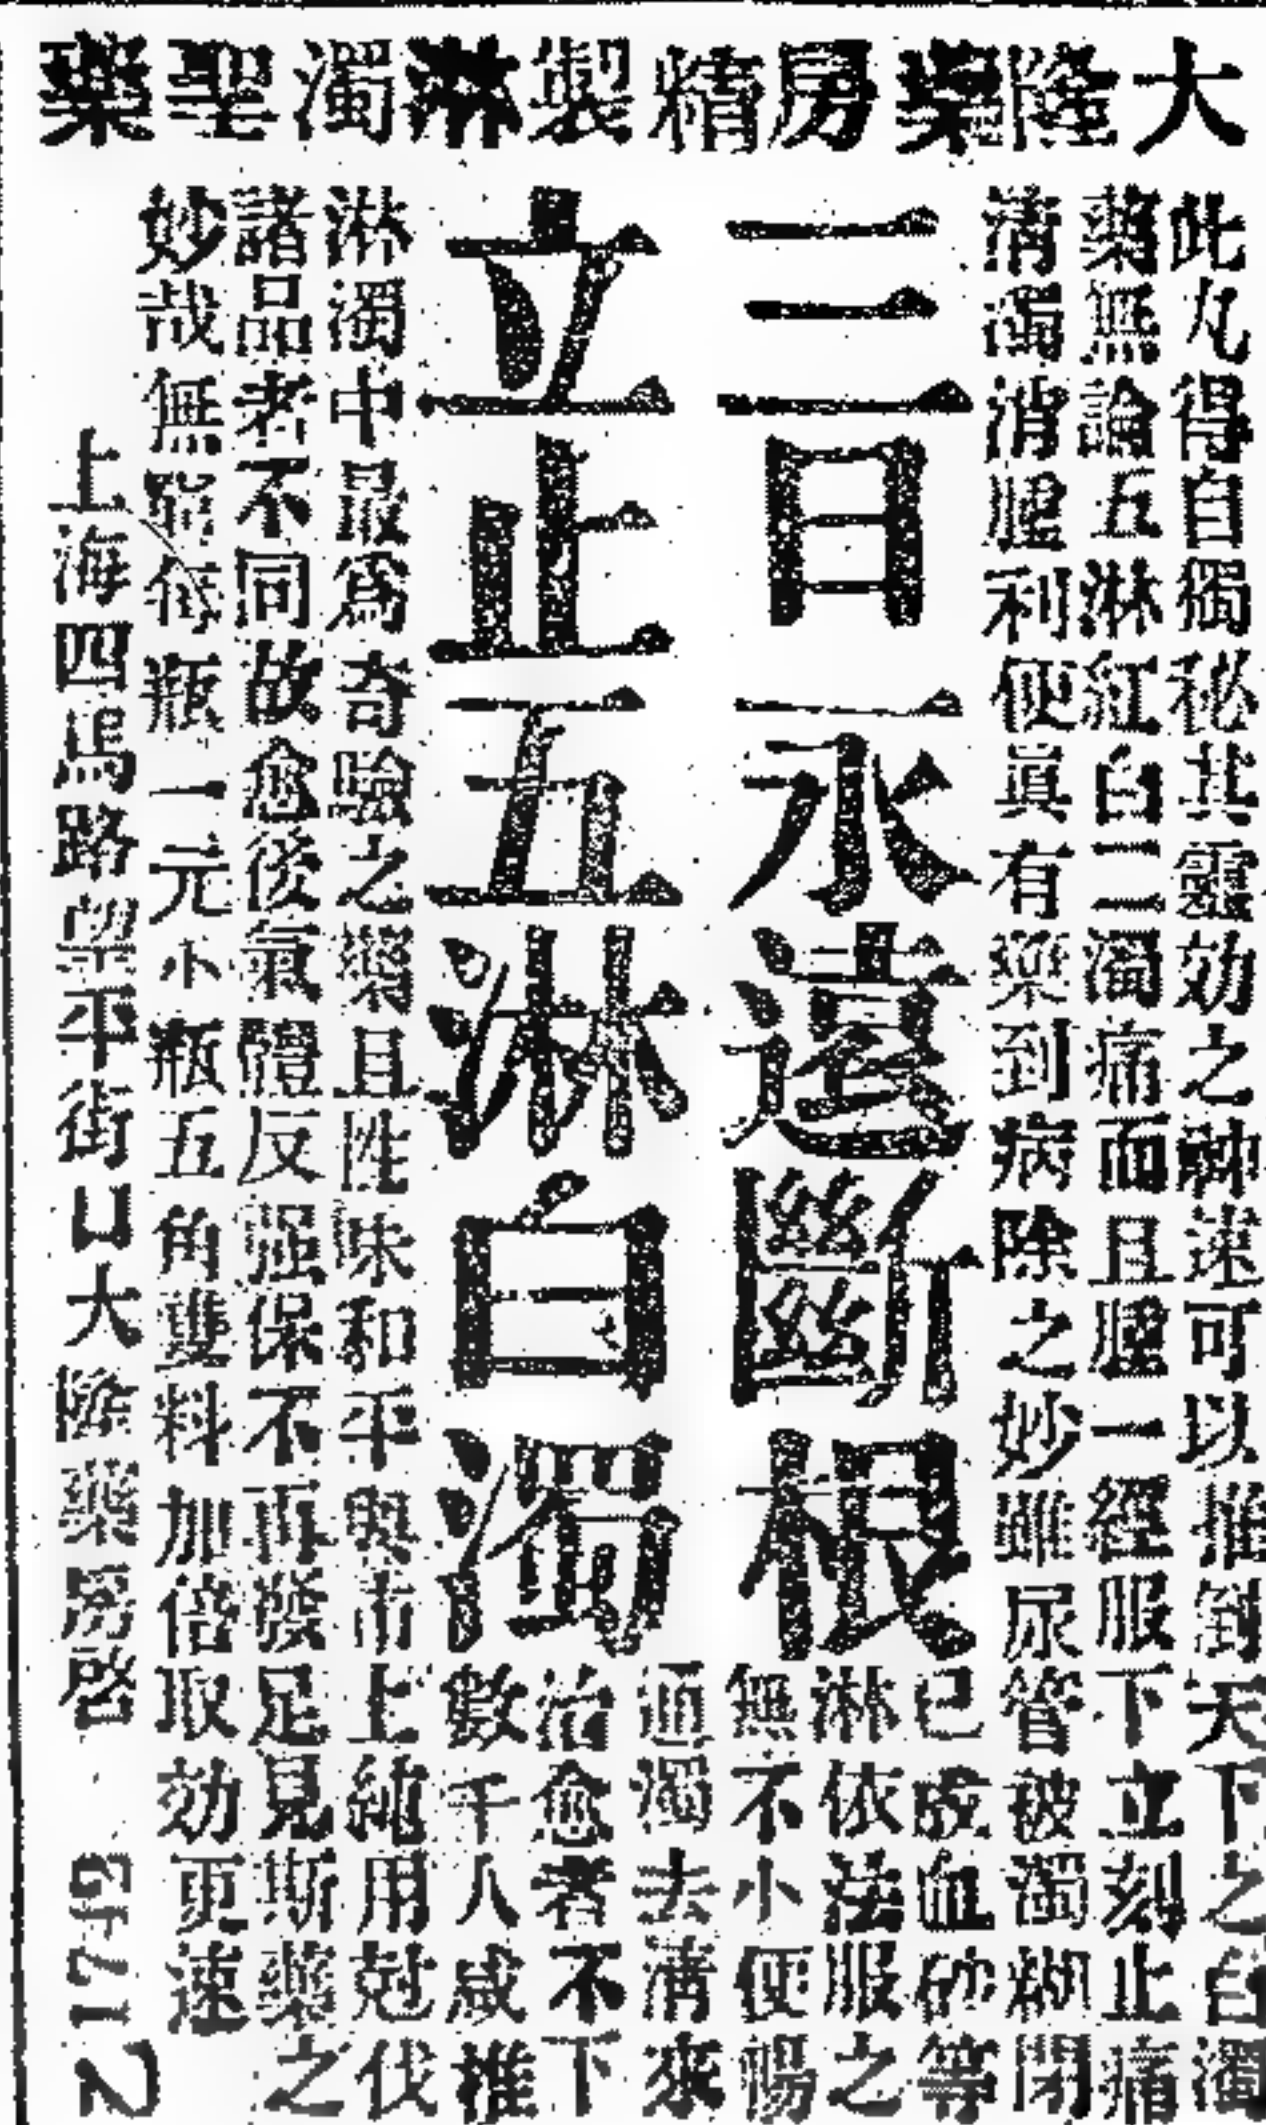 大隆藥房精製淋濁聖藥
此丸得自獨秘其靈効之神速可以推倒天下之白濁
藥無論五淋紅白二濁痛而且腫一經服下立刻止痛
清濁消腫利便眞有藥到病除之妙雖尿管被濁糊閉
已成血砂等
淋依法服之
無不小便暢
通濁去清來
三日永遠斷根
立止五淋白濁
治愈者不下
數千人咸推
淋濁中最爲奇驗之藥且性味和平與市上純用尅伐
諸品者不同故愈後氣體反强保不再發足見斯藥之
妙哉無窮每瓶一元小瓶五角雙料加倍取効更速
上海四馬路望平街口大隆藥房啓